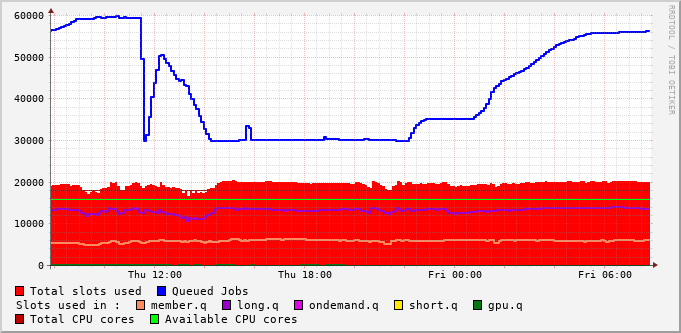 60000
50000
40000
30000
20000
10000
0
Thu 12:00 Thu 18:00 Fri 00:00 Fri 06:00
RRDTOOL / TOBI OETIKER
Total slots used Queued Jobs
Slots used in : member.q long.q ondemand.q short.q gpu.q
Total CPU cores Available CPU cores